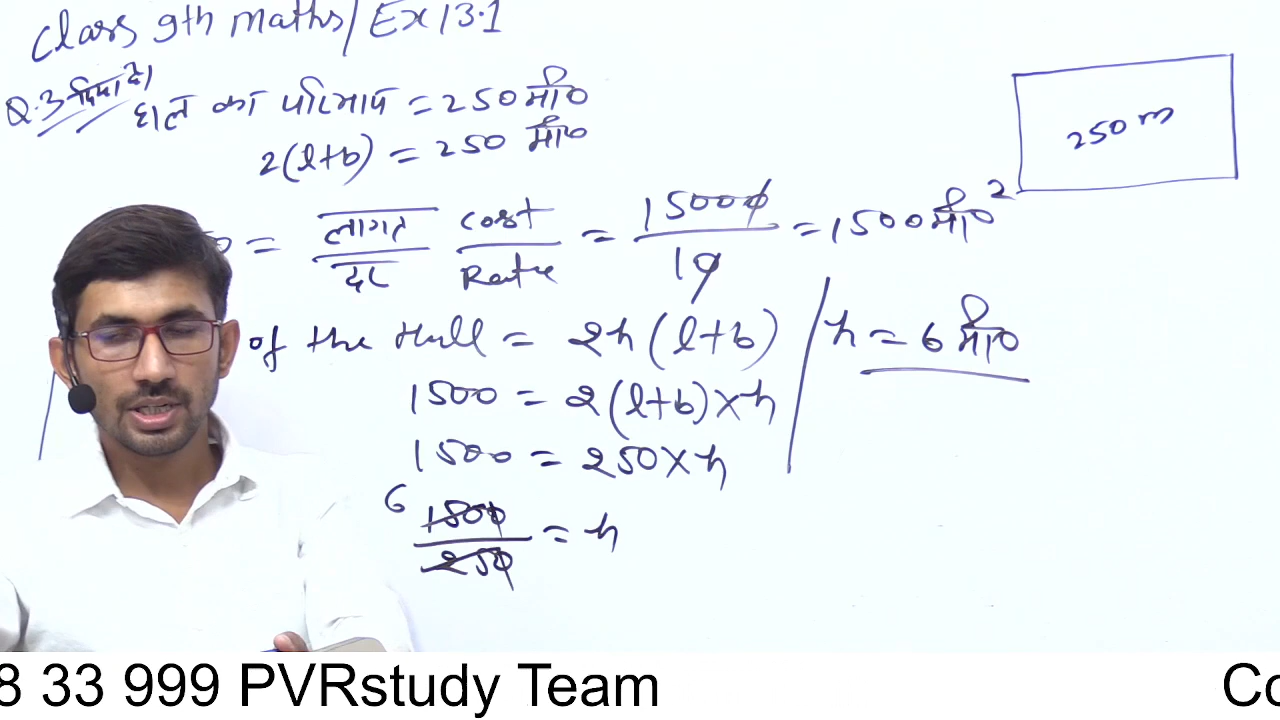 Class 9th maths/Ex 13.1
Q.3 दिया है।
हाल का परिमाप = 250 मी०
250 m
2(l+b) = 250 मी०
= लागत/दर Cost/Rate = 15000/10 = 1500 मी०²
of the Hall = 2h(l+b)
h = 6 मी०
1500 = 2(l+b)×h
1500 = 250×h
6
1500/250 = h
8 33 999 PVRstudy Team
Co